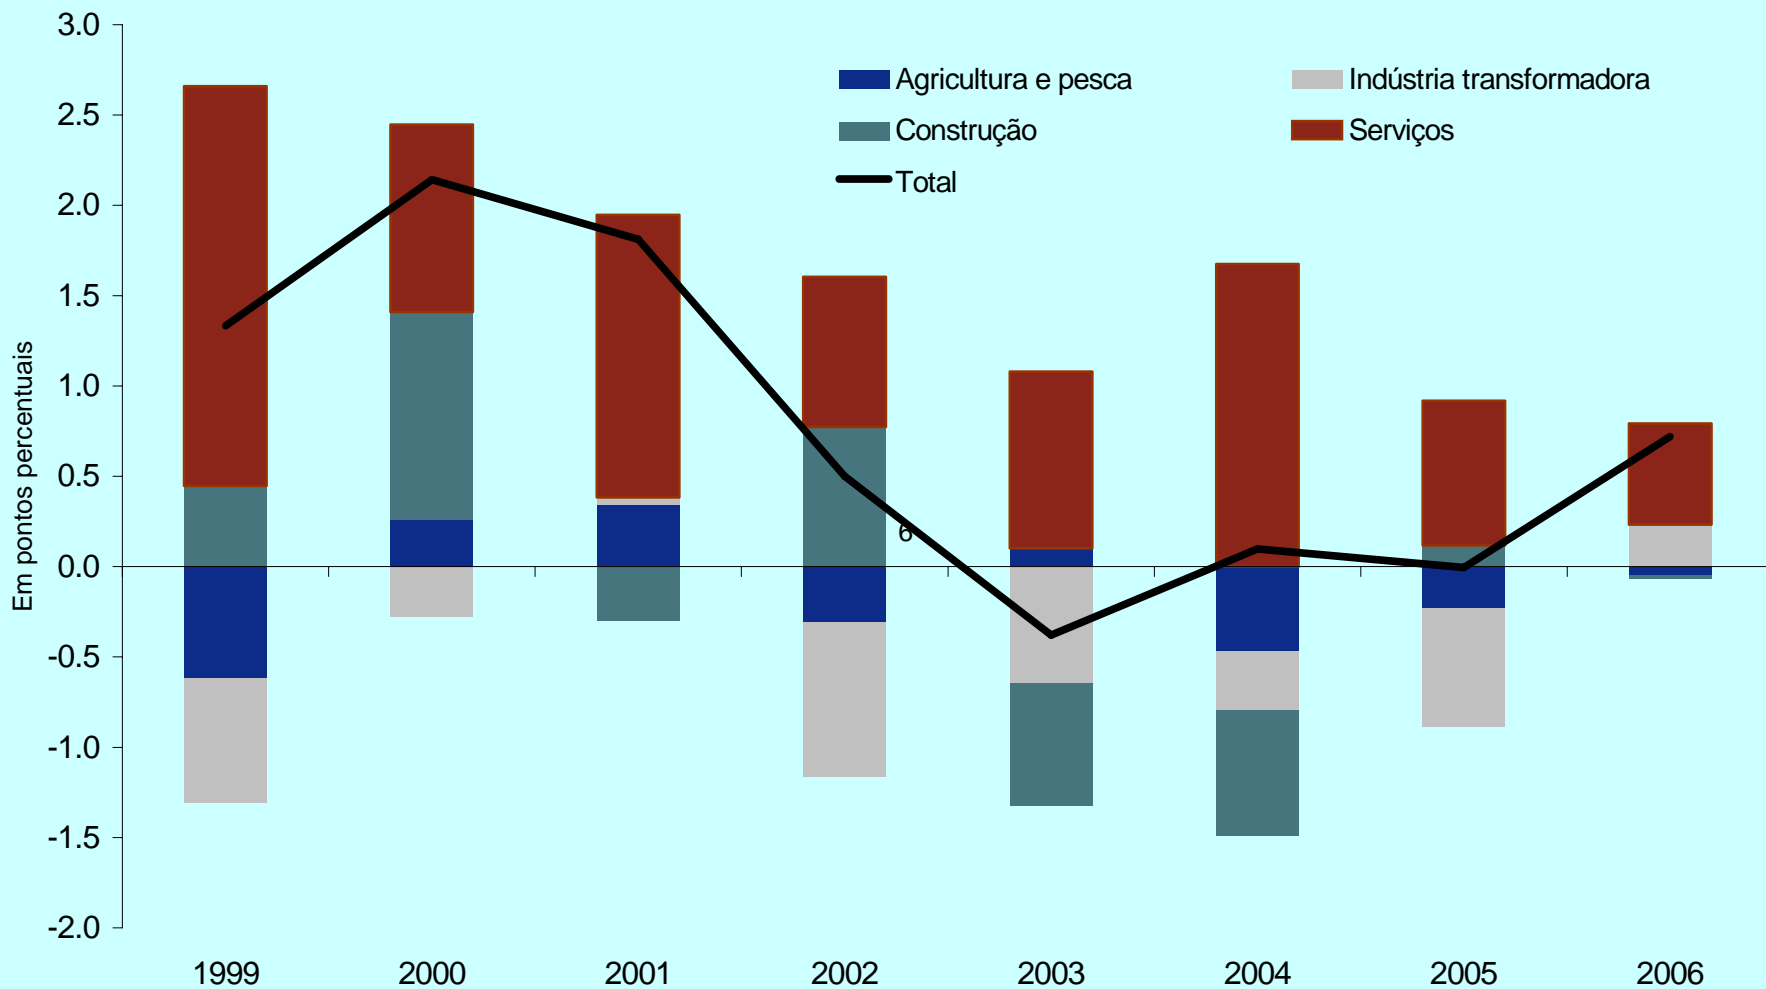 3.0
2.5
2.0
1.5
1.0
0.5
0.0
-0.5
-1.0
-1.5
-2.0
Em pontos percentuais
Agricultura e pesca
Indústria transformadora
Construção
Serviços
Total
6
1999 2000 2001 2002 2003 2004 2005 2006